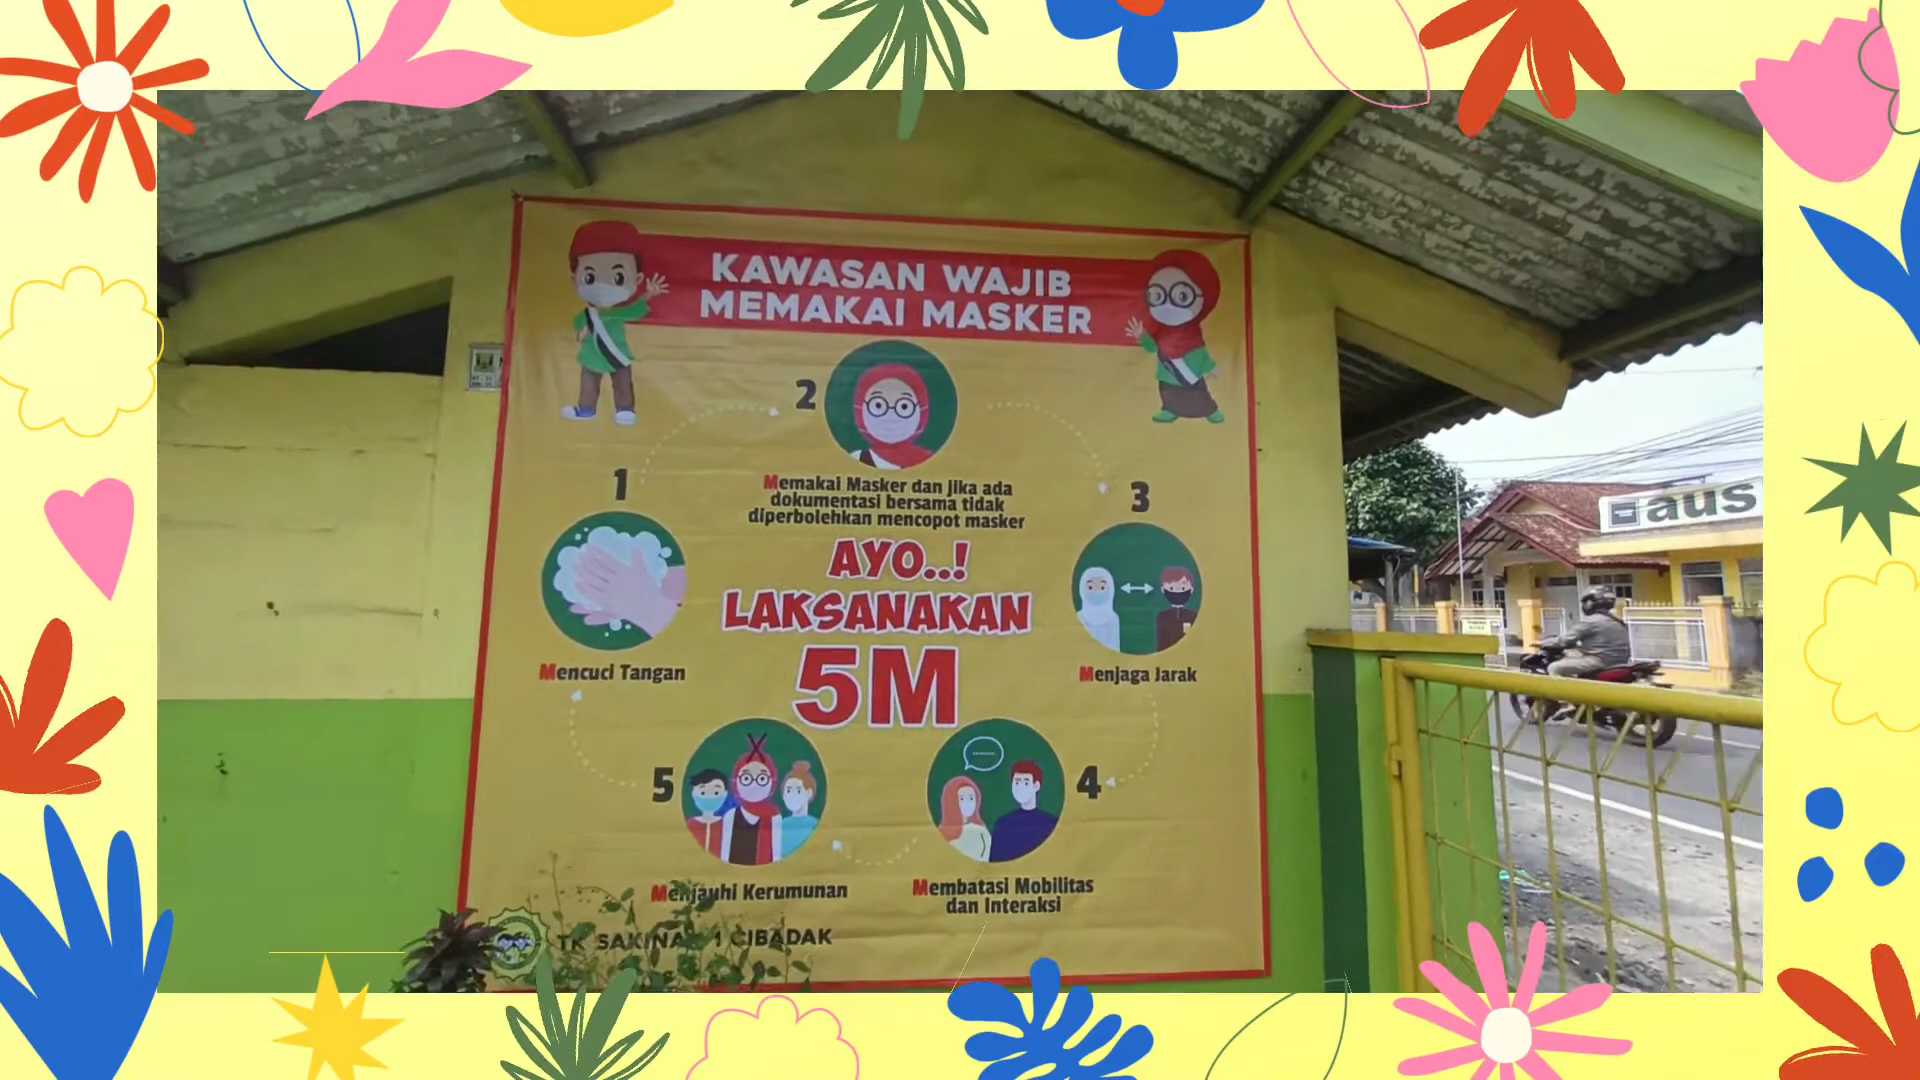 KAWASAN WAJIB
MEMAKAI MASKER
2
Memakai Masker dan jika ada
dokumentasi bersama tidak
diperbolehkan mencopot masker
1
Mencuci Tangan
3
Menjaga Jarak
AYO..!
LAKSANAKAN
5M
5
Menjauhi Kerumunan
4
Membatasi Mobilitas
dan Interaksi
TK SAKINAH 1 CIBADAK
aus